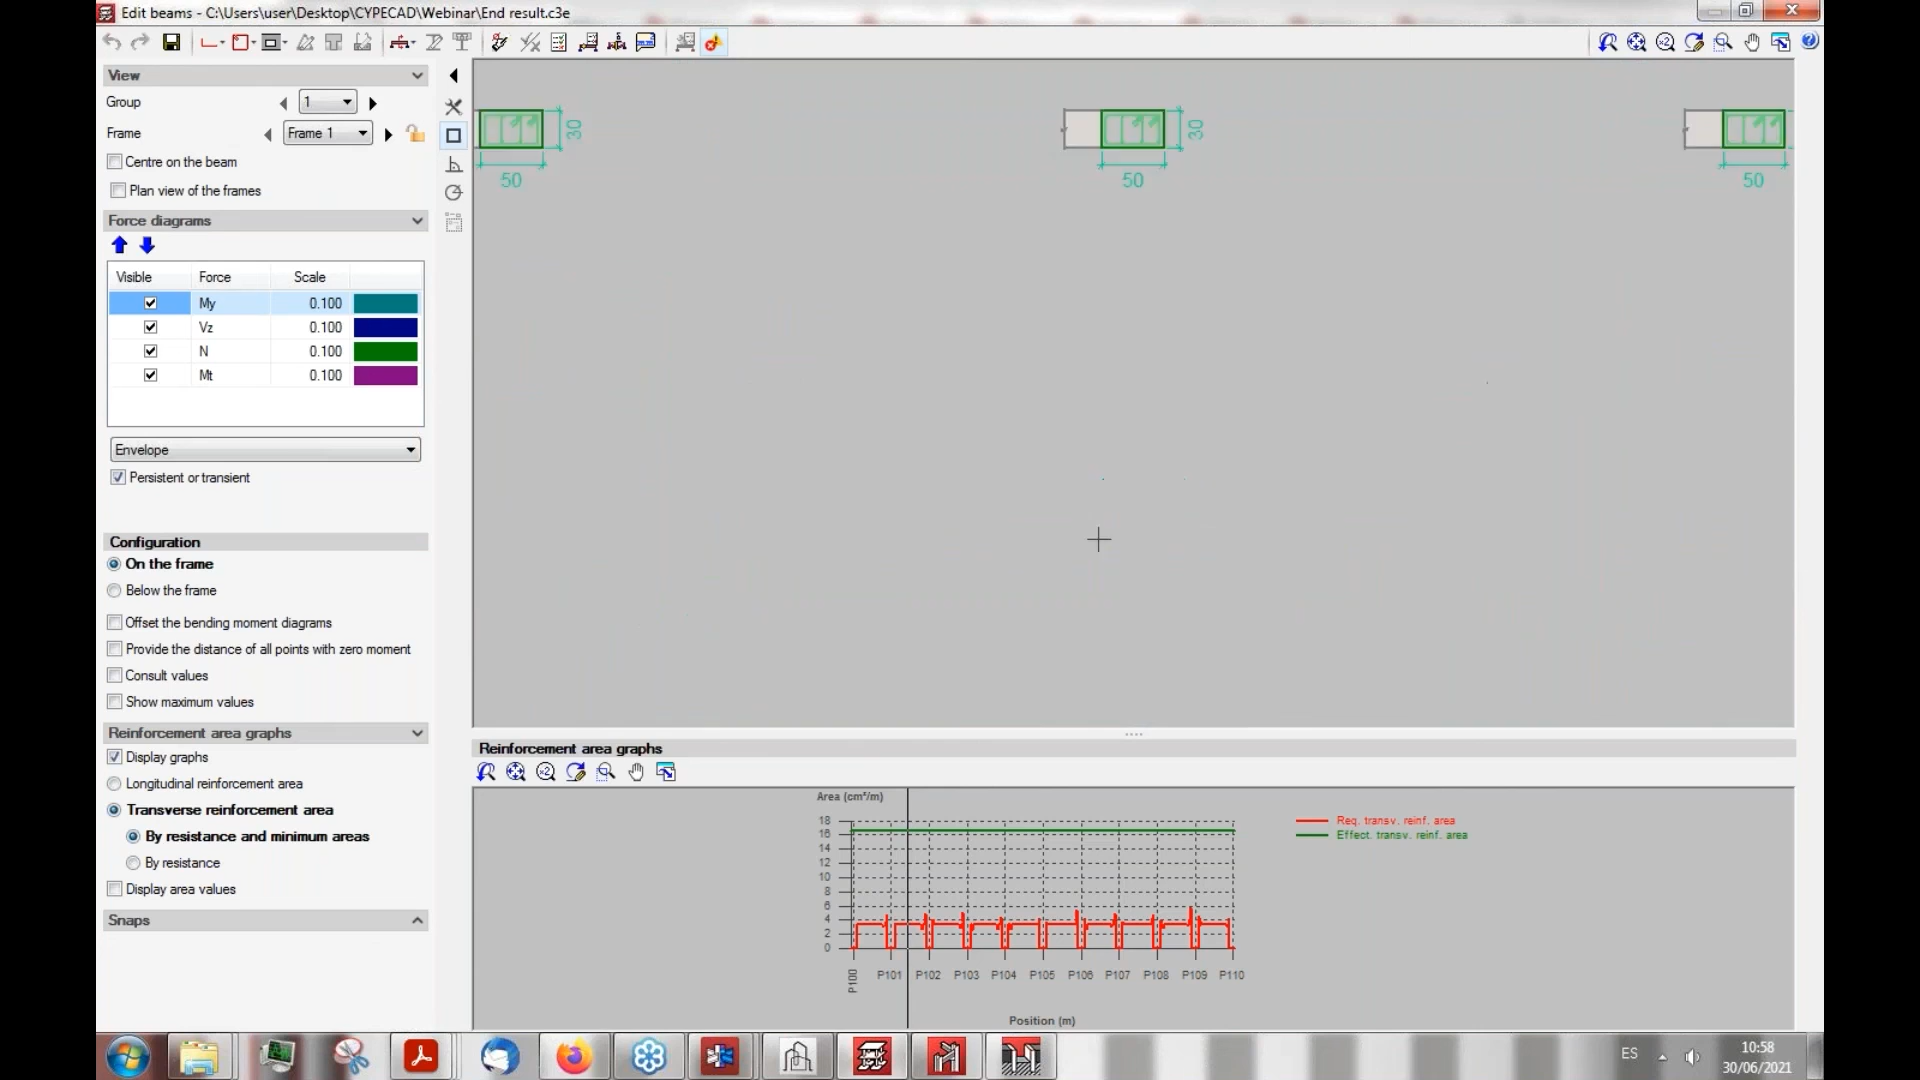 Edit beams - C:\Users\user\Desktop\CYPECAD\Webinar\End result.c3e
View
Group
1
Frame
Frame 1
Centre on the beam
Plan view of the frames
Force diagrams
Visible Force Scale
My 0.100
Vz 0.100
N 0.100
Mt 0.100
Envelope
Persistent or transient
Configuration
On the frame
Below the frame
Offset the bending moment diagrams
Provide the distance of all points with zero moment
Consult values
Show maximum values
Reinforcement area graphs
Display graphs
Longitudinal reinforcement area
Transverse reinforcement area
By resistance and minimum areas
By resistance
Display area values
Snaps
30
50
30
50
50
Reinforcement area graphs
Area (cm²/m)
18
16
14
12
10
8
6
4
2
0
P100 P101 P102 P103 P104 P105 P106 P107 P108 P109 P110
Position (m)
Req. transv. reinf. area
Effect. transv. reinf. area
ES
10:58
30/06/2021